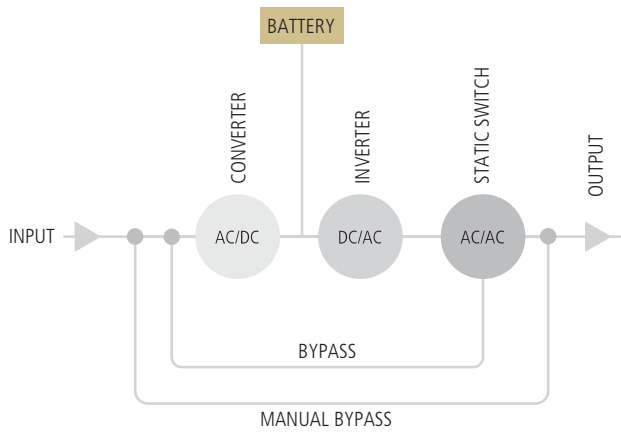 BATTERY
CONVERTER
INVERTER
STATIC SWITCH
OUTPUT
INPUT
AC/DC
DC/AC
AC/AC
BYPASS
MANUAL BYPASS